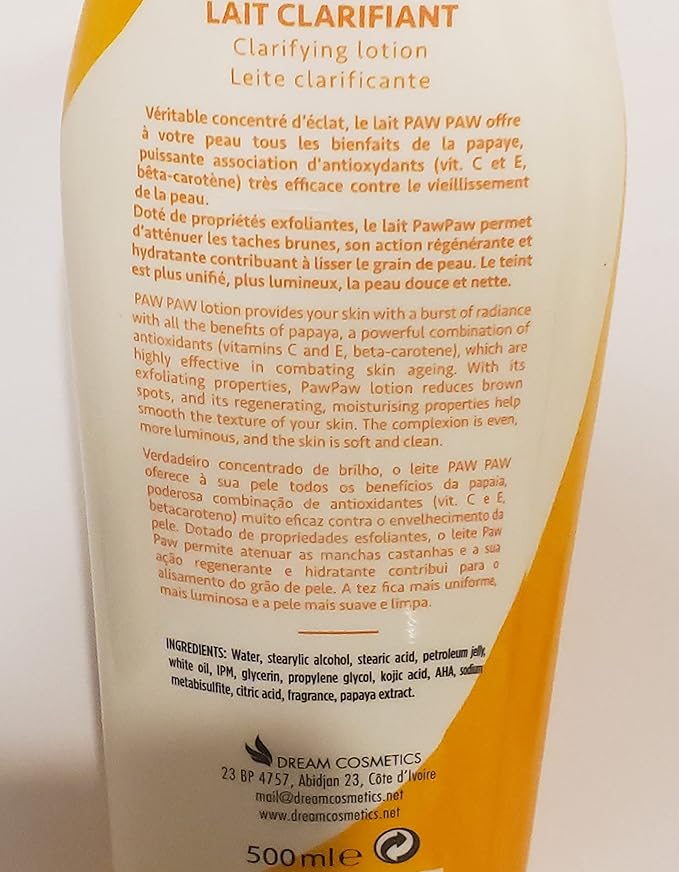 LAIT CLARIFIANT
Clarifying lotion
Leite clarificante
Véritable concentré d'éclat, le lait PAW PAW offre
à votre peau tous les bienfaits de la papaye,
puissante association d'antioxydants (vit. C et E,
bêta-carotène) très efficace contre le vieillissement
de la peau.
Doté de propriétés exfoliantes, le lait PawPaw permet
d'atténuer les taches brunes, son action régénérante et
hydratante contribuant à lisser le grain de peau. Le teint
est plus unifié, plus lumineux, la peau douce et nette.
PAW PAW lotion provides your skin with a burst of radiance
with all the benefits of papaya, a powerful combination of
antioxidants (vitamins C and E, beta-carotene), which are
highly effective in combating skin ageing. With its
exfoliating properties, PawPaw lotion reduces brown
spots, and its regenerating, moisturising properties help
smooth the texture of your skin. The complexion is even,
more luminous, and the skin is soft and clean.
Verdadeiro concentrado de brilho, o leite PAW PAW
oferece à sua pele todos os benefícios da papaia,
poderosa combinação de antioxidantes (vit. C e E,
betacaroteno) muito eficaz contra o envelhecimento da
pele. Dotado de propriedades esfoliantes, o leite Paw
Paw permite atenuar as manchas castanhas e a sua
ação regenerante e hidratante contribui para o
alisamento do grão de pele. A tez fica mais uniforme,
mais luminosa e a pele mais suave e limpa.
INGREDIENTS: Water, stearylic alcohol, stearic acid, petroleum jelly,
white oil, IPM, glycerin, propylene glycol, kojic acid, AHA, sodium
metabisulfite, citric acid, fragrance, papaya extract.
DREAM COSMETICS
23 BP 4757, Abidjan 23, Côte d'Ivoire
mail@dreamcosmetics.net
www.dreamcosmetics.net
500 ml e